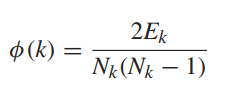 ϕ(k) = 2E_k / N_k(N_k − 1)